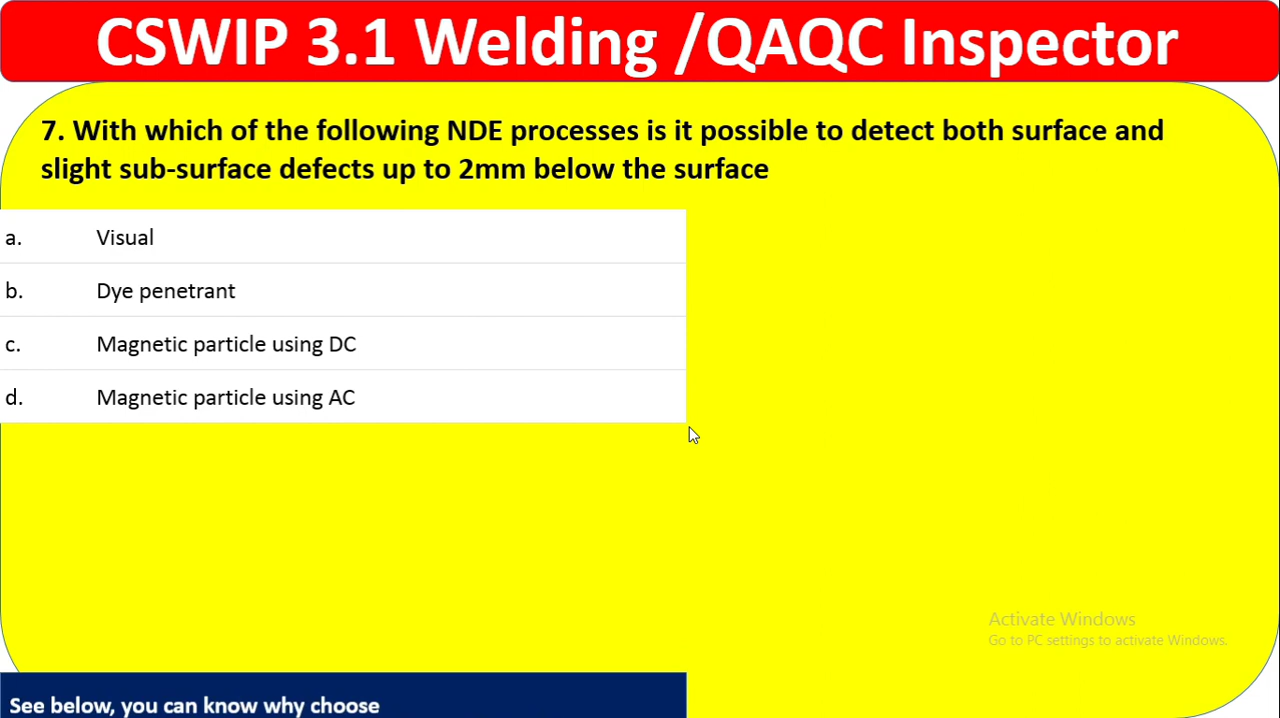 CSWIP 3.1 Welding /QAQC Inspector
7. With which of the following NDE processes is it possible to detect both surface and
slight sub-surface defects up to 2mm below the surface
a. Visual
b. Dye penetrant
c. Magnetic particle using DC
d. Magnetic particle using AC
Activate Windows
Go to PC settings to activate Windows.
See below, you can know why choose